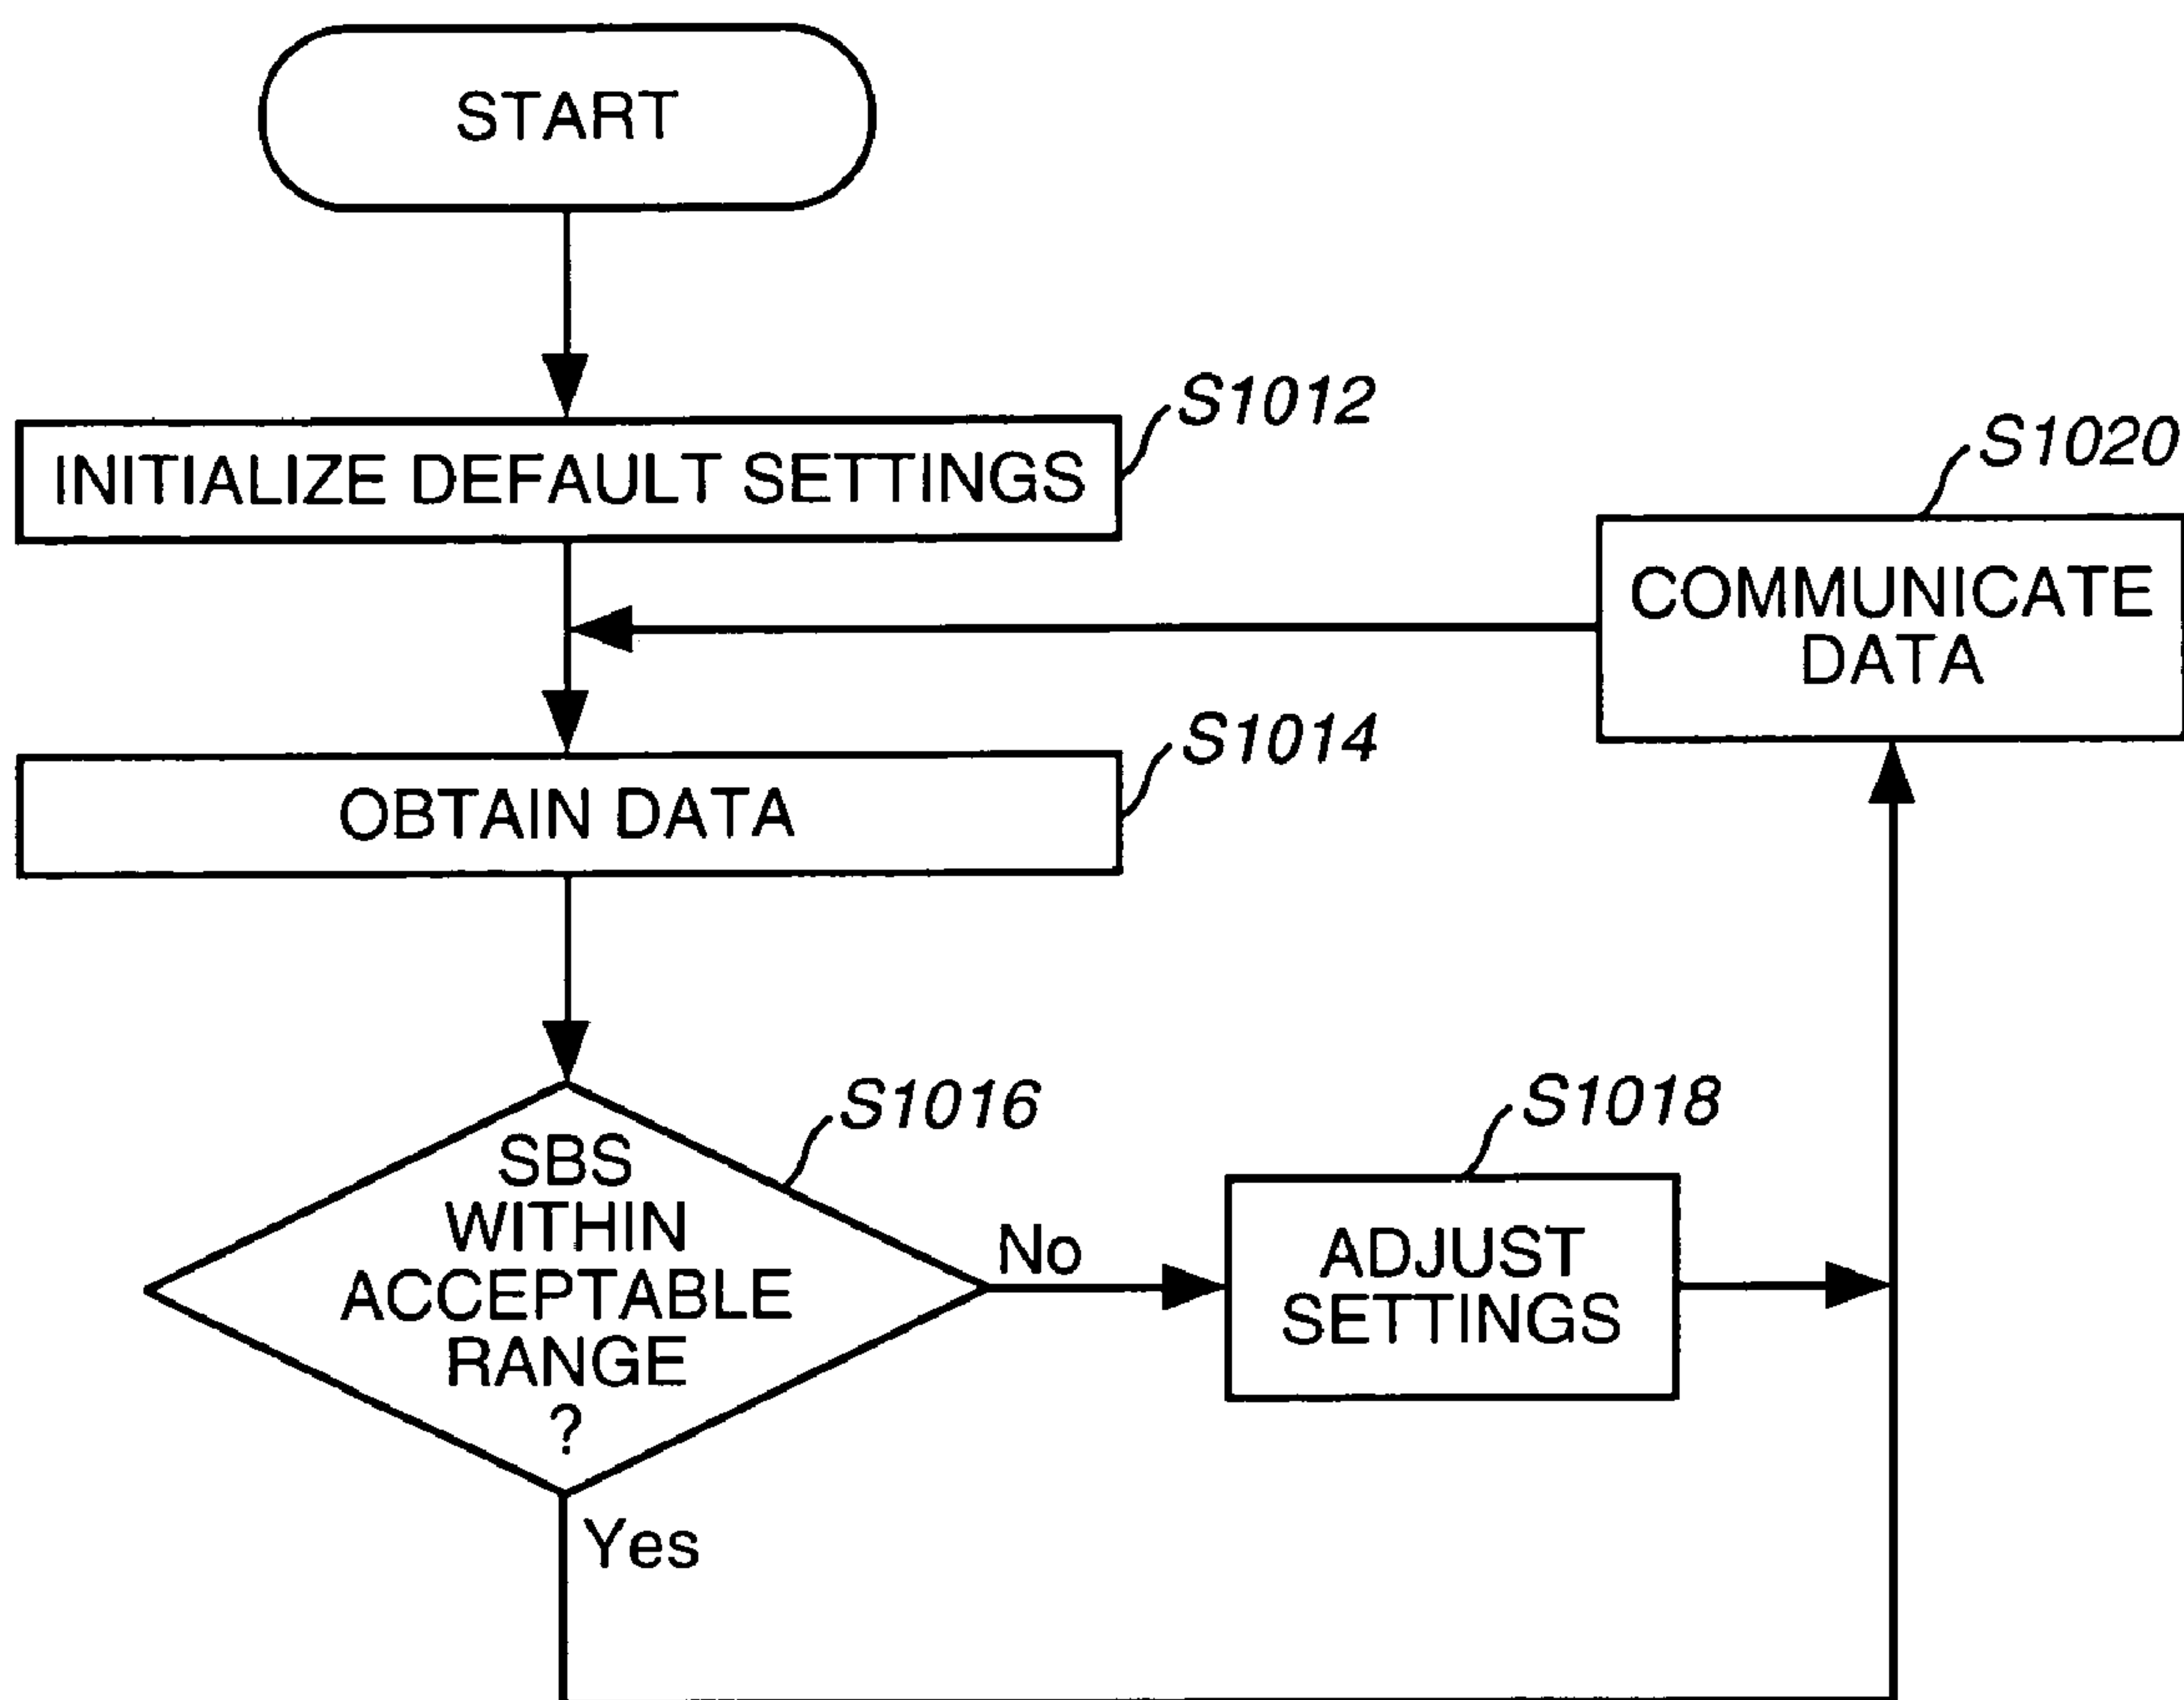 START
S1012
INITIALIZE DEFAULT SETTINGS
S1020
COMMUNICATE
DATA
S1014
OBTAIN DATA
S1016
SBS
WITHIN
ACCEPTABLE
RANGE
?
No
S1018
ADJUST
SETTINGS
Yes